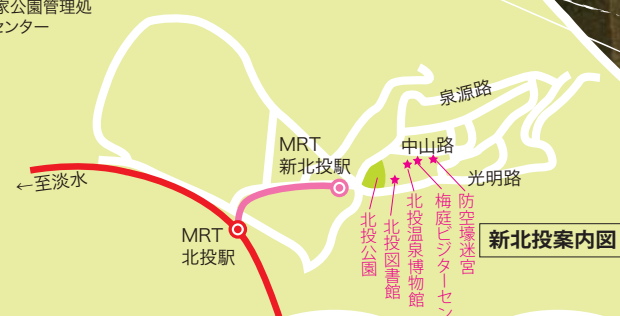 家公園管理処
センター
泉源路
MRT
新北投駅
中山路
光明路
←至淡水
MRT
北投駅
北投公園
北投図書館
北投温泉博物館
梅庭ビジターセン
防空壕迷宮
新北投案内図